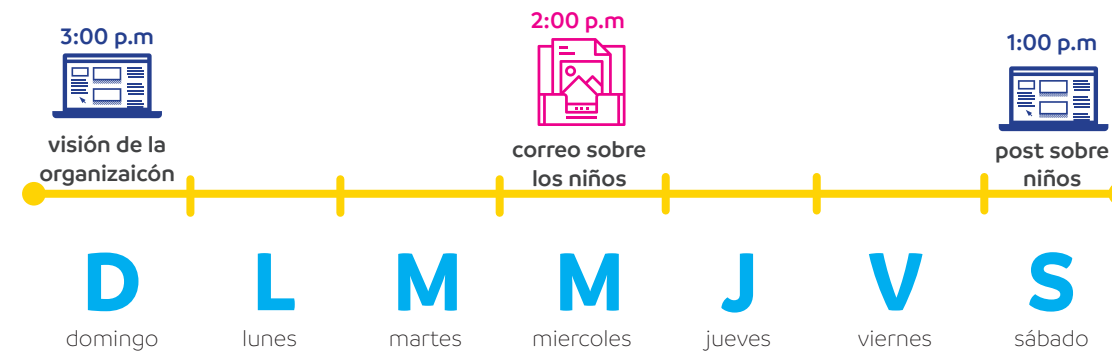 3:00 p.m
visión de la
organizaicón
2:00 p.m
correo sobre
los niños
1:00 p.m
post sobre
niños
D L M M J V S
domingo lunes martes miercoles jueves viernes sábado